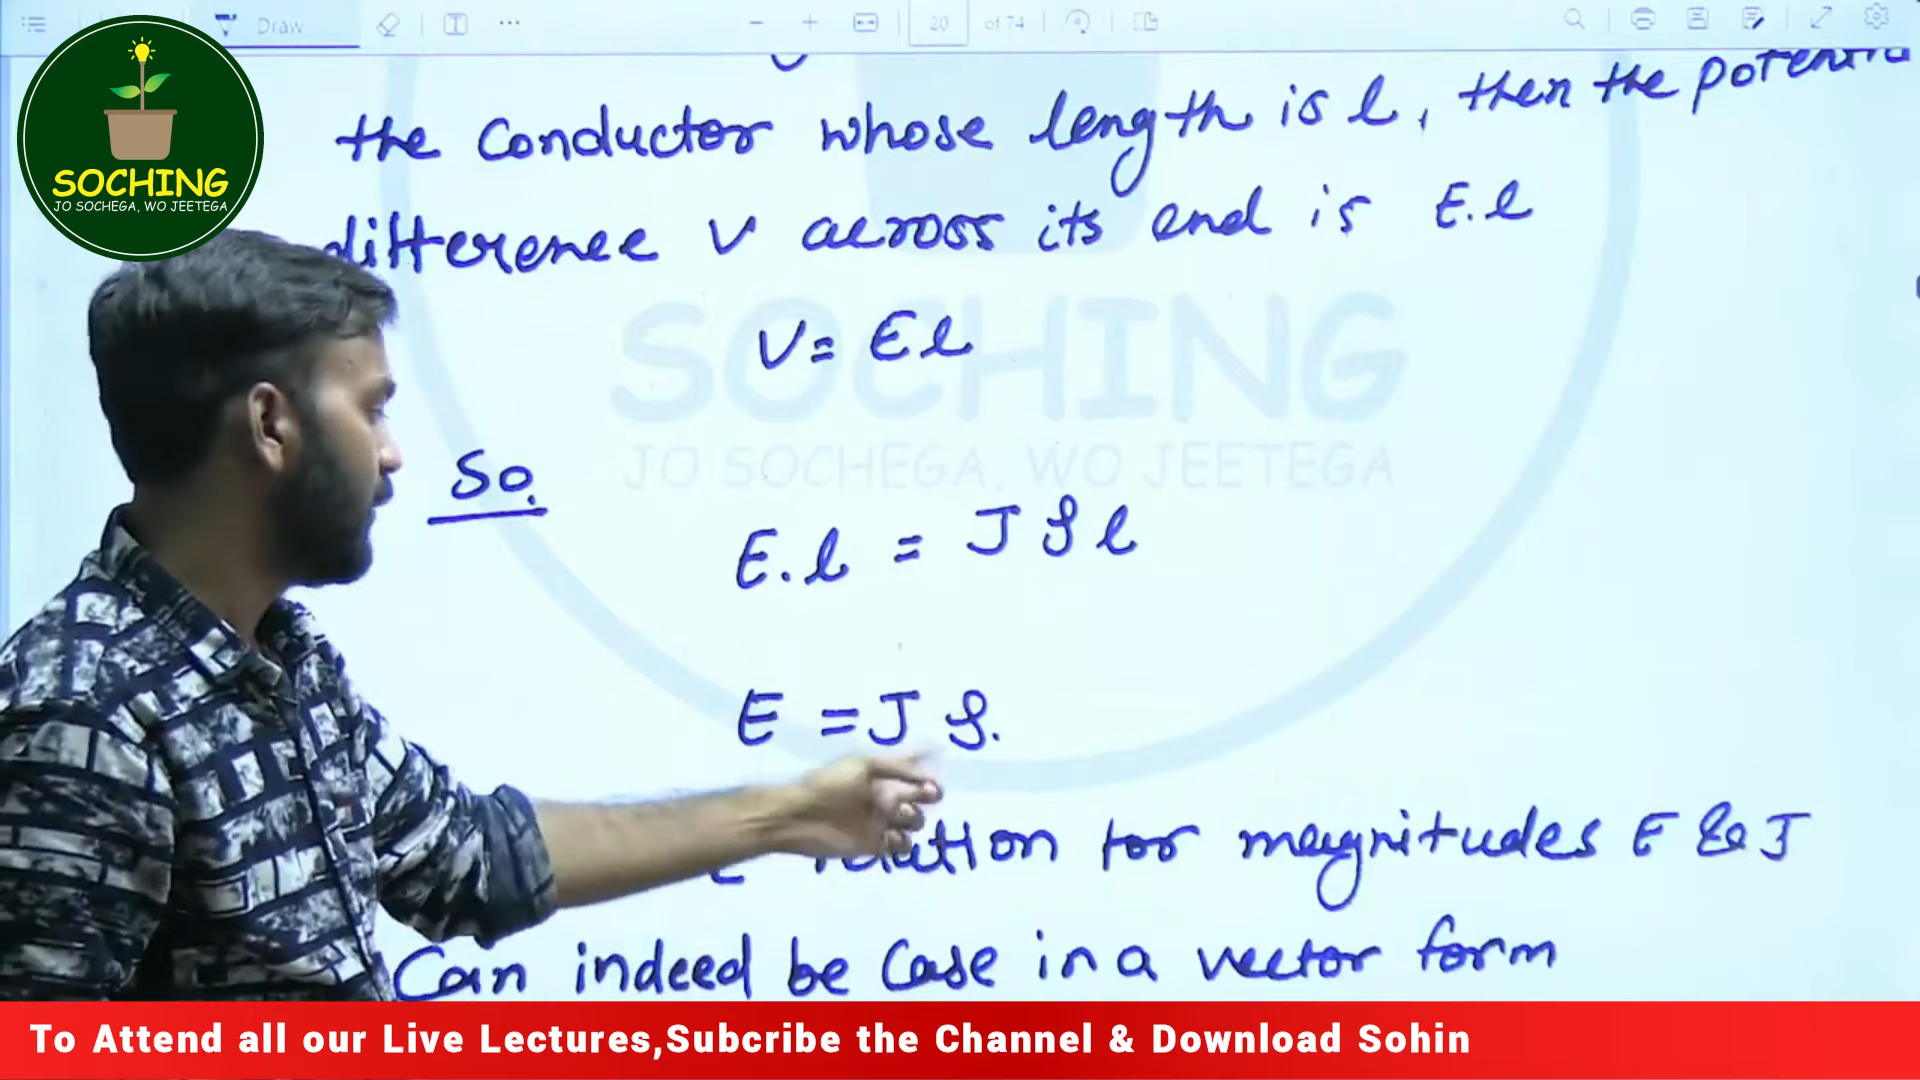 Draw
20 of 74
SOCHING
JO SOCHEGA, WO JEETEGA
the conductor whose length is l, then the potential
difference V across its end is E.l
V = El
SOCHING
JO SOCHEGA, WO JEETEGA
So.
E.l = J ρ l
E = J ρ.
relation for magnitudes E & J
Can indeed be Case in a vector form
To Attend all our Live Lectures,Subcribe the Channel & Download Sohin